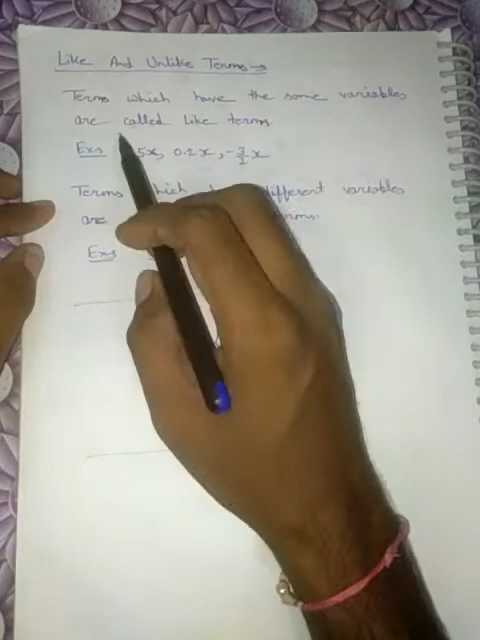 Like And Unlike Terms →
Terms which have the same variables
are called Like terms.
Exs 5x, 0.2x, -3/2 x
Terms different variables
are terms.
Exs